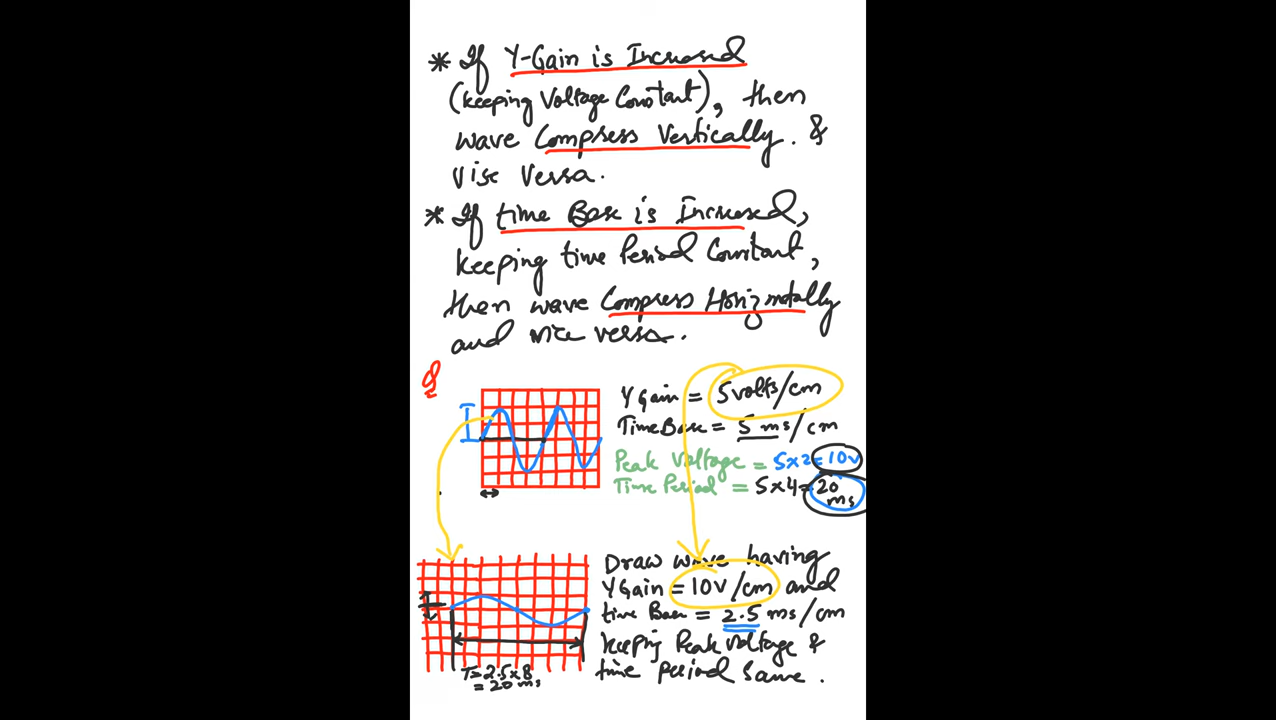 * If Y-Gain is Increased
(keeping Voltage Constant), then
wave Compress Vertically. &
Vise Versa.
* If time Base is Increased,
keeping time Period Constant,
then wave Compress Horizontally
and vice versa.
Q
Y Gain = 5volts/cm
Time Base = 5 ms/cm
Peak Voltage = 5x2=10v
Time Period = 5x4=20 ms
Draw wave having
YGain = 10V/cm and
time Base = 2.5 ms/cm
keeping Peak Voltage &
time period same.
T=2.5x8
=20 ms